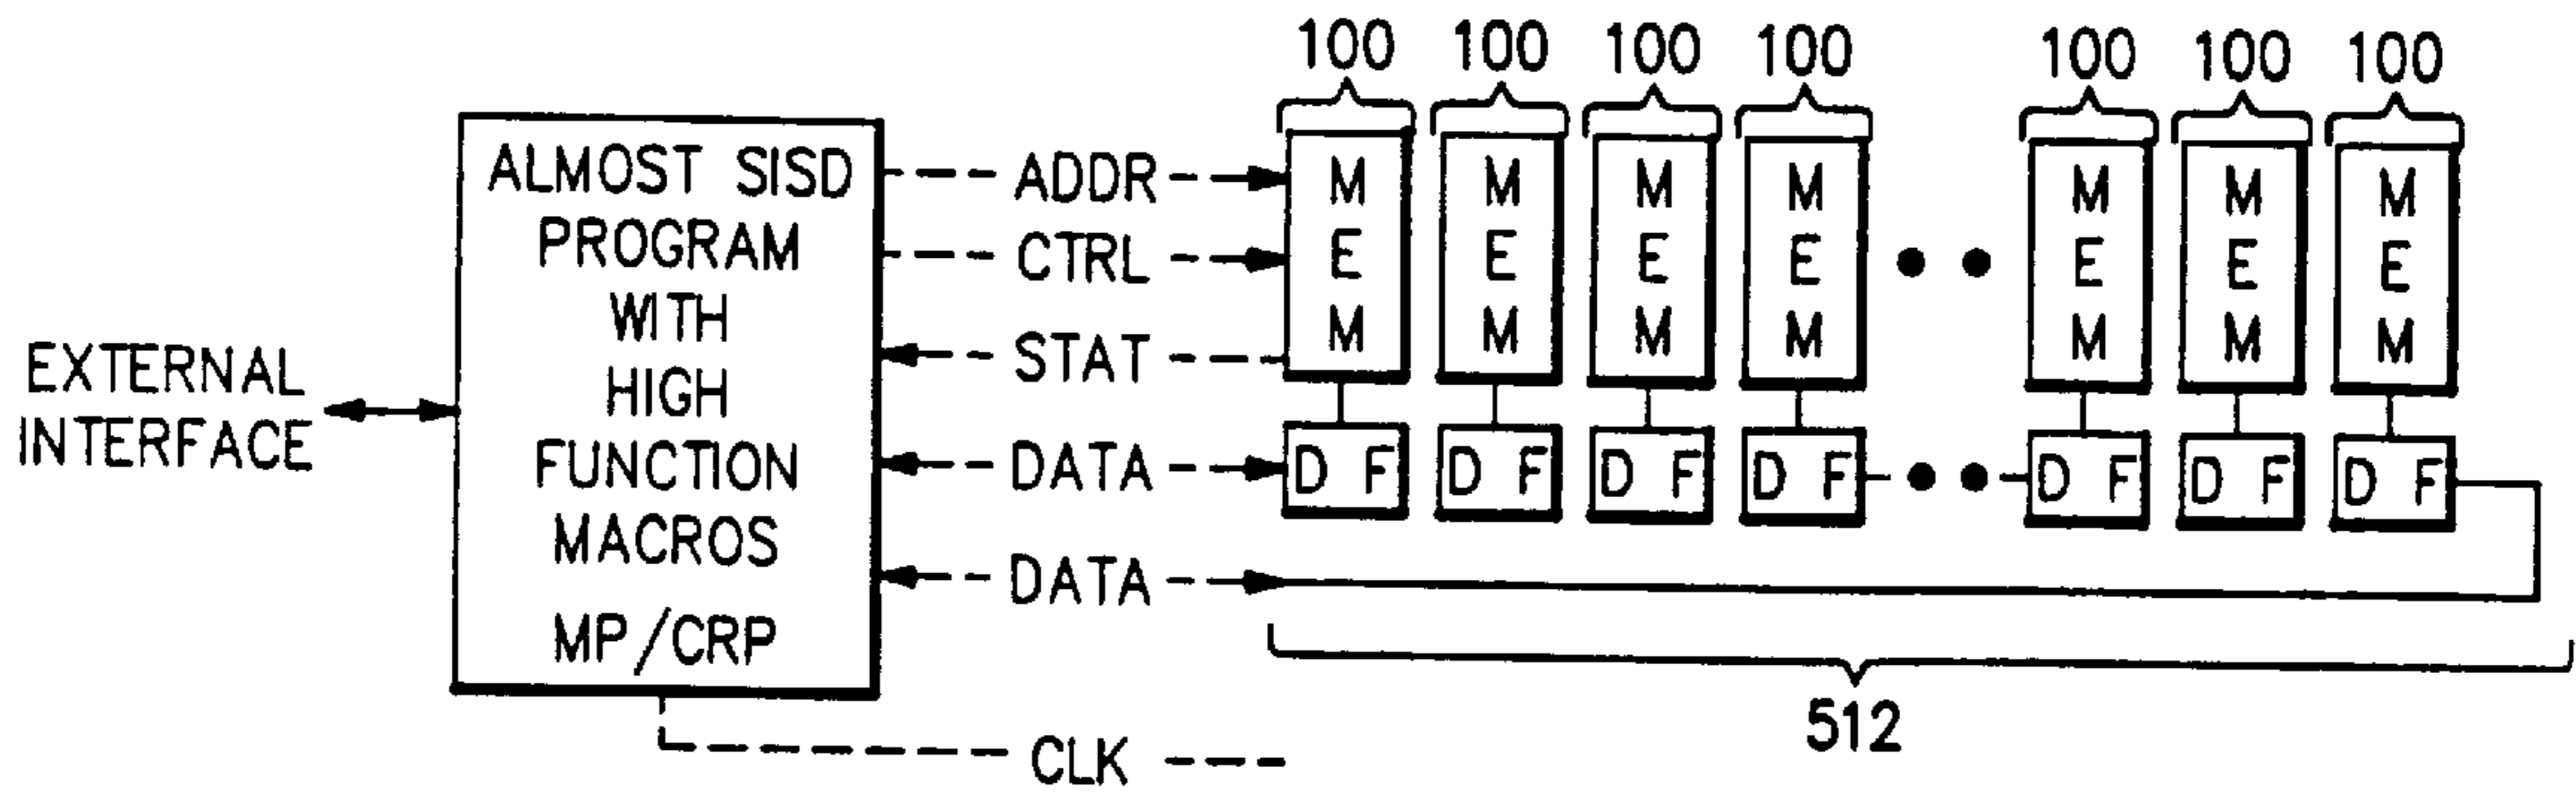 100 100 100 100 100 100 100
ALMOST SISD
PROGRAM
WITH
HIGH
FUNCTION
MACROS
MP/CRP
EXTERNAL
INTERFACE
ADDR
CTRL
STAT
DATA
DATA
CLK
M M M M M M M
E E E E E E E
M M M M M M M
D F D F D F D F D F D F D F
512